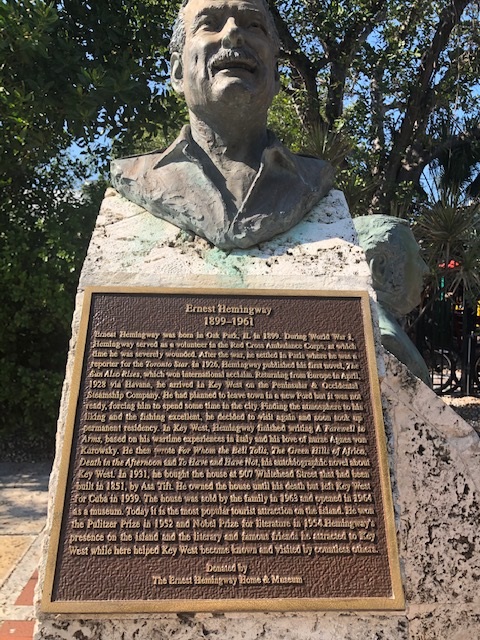 Ernest Hemingway
1899-1961
Ernest Hemingway was born in Oak Park, IL in 1899. During World War I,
Hemingway served as a volunteer in the Red Cross Ambulance Corps, at which
time he was severely wounded. After the war, he settled in Paris where he was a
reporter for the Toronto Star. In 1926, Hemingway published his first novel, The
Sun Also Rises, which won international acclaim. Returning from Europe in April,
1928 via Havana, he arrived in Key West on the Peninsular & Occidental
Steamship Company. He had planned to leave town in a new Ford but it was not
ready, forcing him to spend some time in the city. Finding the atmosphere to his
liking and the fishing excellent, he decided to visit again and soon took up
permanent residency. In Key West, Hemingway finished writing A Farewell to
Arms, based on his wartime experiences in Italy and his love of nurse Agnes von
Kurowsky. He then wrote For Whom the Bell Tolls, The Green Hills of Africa,
Death in the Afternoon and To Have and Have Not, his autobiographic novel about
Key West. In 1931, he bought the house at 907 Whitehead Street that had been
built in 1851, by Asa Tift. He owned the house until his death but left Key West
for Cuba in 1939. The house was sold by the family in 1963 and opened in 1964
as a museum. Today it is the most popular tourist attraction on the island. He won
the Pulitzer Prize in 1952 and Nobel Prize for literature in 1954.Hemingway's
presence on the island and the literary and famous friends he attracted to Key
West while here helped Key West become known and visited by countless others.
Donated by
The Ernest Hemingway Home & Museum